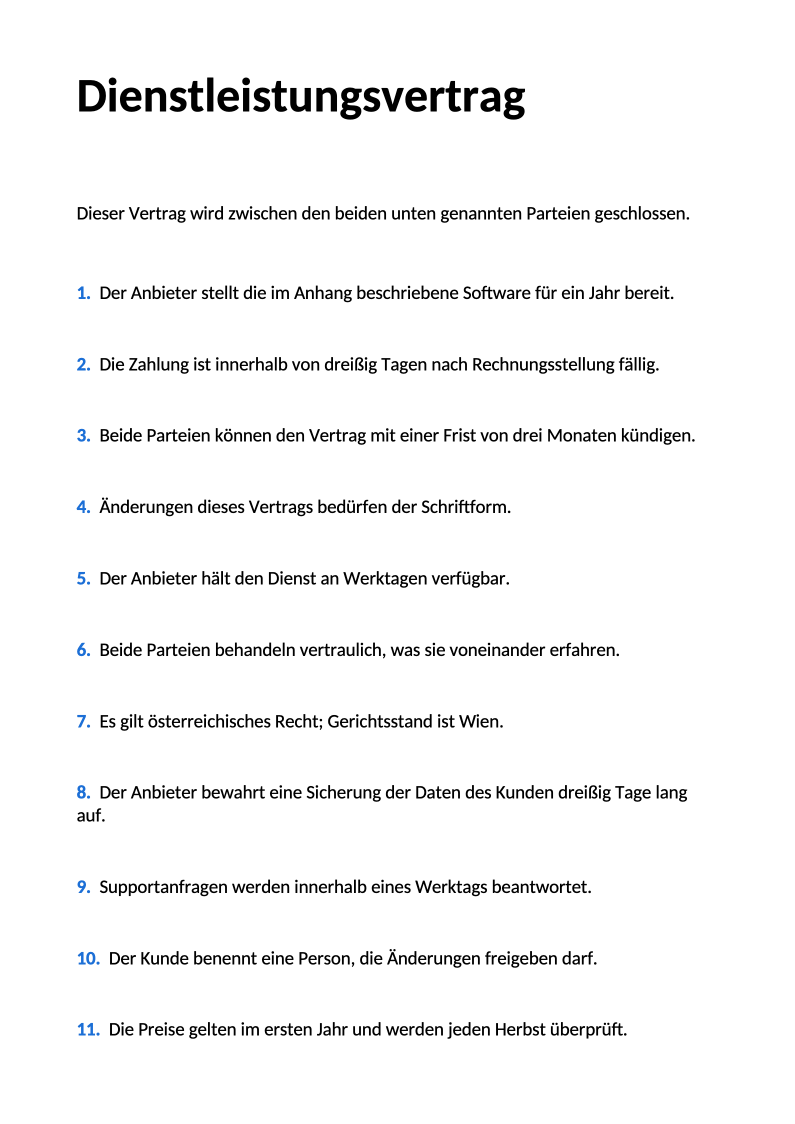 Dienstleistungsvertrag
Dieser Vertrag wird zwischen den beiden unten genannten Parteien geschlossen.
1. Der Anbieter stellt die im Anhang beschriebene Software für ein Jahr bereit.
2. Die Zahlung ist innerhalb von dreißig Tagen nach Rechnungsstellung fällig.
3. Beide Parteien können den Vertrag mit einer Frist von drei Monaten kündigen.
4. Änderungen dieses Vertrags bedürfen der Schriftform.
5. Der Anbieter hält den Dienst an Werktagen verfügbar.
6. Beide Parteien behandeln vertraulich, was sie voneinander erfahren.
7. Es gilt österreichisches Recht; Gerichtsstand ist Wien.
8. Der Anbieter bewahrt eine Sicherung der Daten des Kunden dreißig Tage lang
auf.
9. Supportanfragen werden innerhalb eines Werktags beantwortet.
10. Der Kunde benennt eine Person, die Änderungen freigeben darf.
11. Die Preise gelten im ersten Jahr und werden jeden Herbst überprüft.